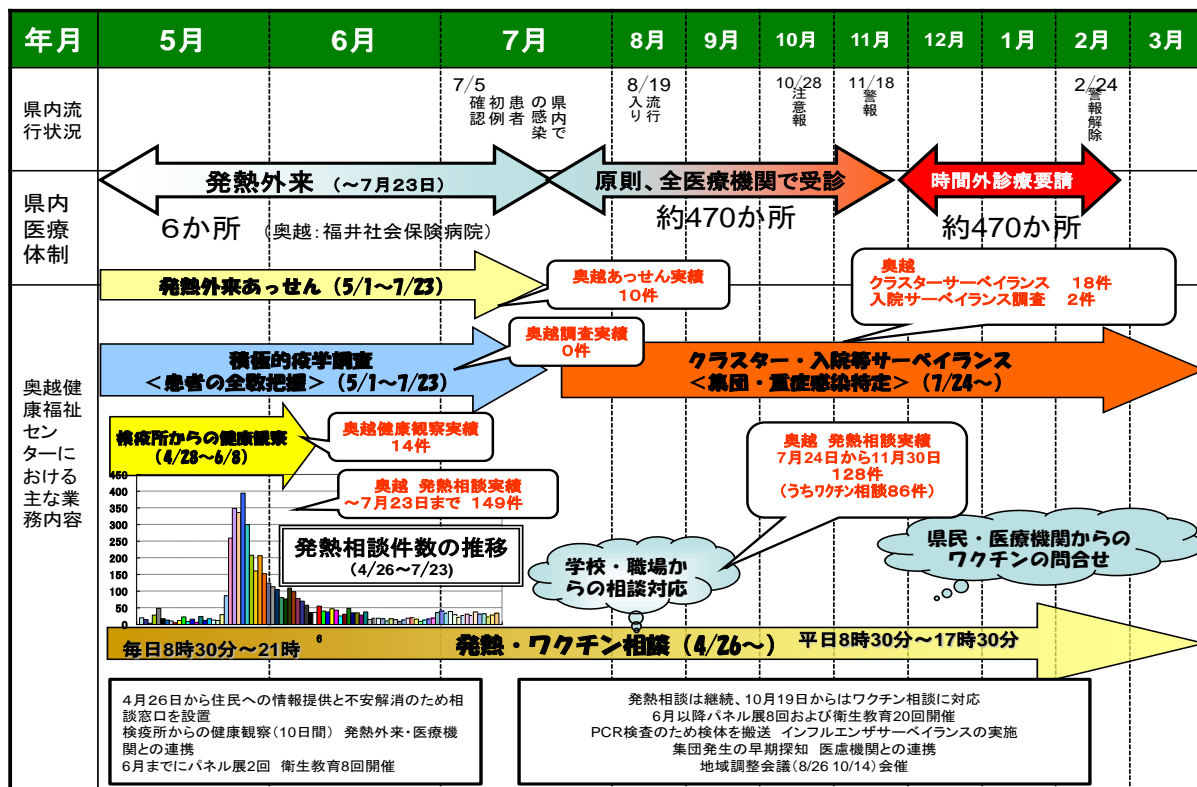 年月
5月
6月
7月
8月
9月
10月
11月
12月
1月
2月
3月
県内流
行状況
7/5
県内で
の感染
患者
初例
確認
8/19
流行
入り
10/28
注意報
11/18
警報
2/24
警報解除
県内
医療
体制
発熱外来 (~7月23日)
6か所 (奥越:福井社会保険病院)
原則、全医療機関で受診
約470か所
時間外診療要請
約470か所
奥越健
康福祉
センタ
ーに
おける
主な業
務内容
発熱外来あっせん(5/1~7/23)
奥越あっせん実績
10件
奥越
クラスターサーベイランス 18件
入院サーベイランス調査 2件
積極的疫学調査
<患者の全数把握>(5/1~7/23)
奥越調査実績
0件
クラスター・入院等サーベイランス
<集団・重症感染特定>(7/24~)
検疫所からの健康観察
(4/28~6/8)
奥越健康観察実績
14件
奥越 発熱相談実績
~7月23日まで 149件
奥越 発熱相談実績
7月24日から11月30日
128件
(うちワクチン相談86件)
450
400
350
300
250
200
150
100
50
0
発熱相談件数の推移
(4/26~7/23)
学校・職場か
らの相談対応
県民・医療機関からの
ワクチンの問合せ
毎日8時30分~21時
6
発熱・ワクチン相談(4/26~)
平日8時30分~17時30分
4月26日から住民への情報提供と不安解消のため相
談窓口を設置
検疫所からの健康観察(10日間) 発熱外来・医療機
関との連携
6月までにパネル展2回 衛生教育8回開催
発熱相談は継続、10月19日からはワクチン相談に対応
6月以降パネル展8回および衛生教育20回開催
PCR検査のため検体を搬送 インフルエンザサーベイランスの実施
集団発生の早期探知 医慮機関との連携
地域調整会議(8/26 10/14)会催